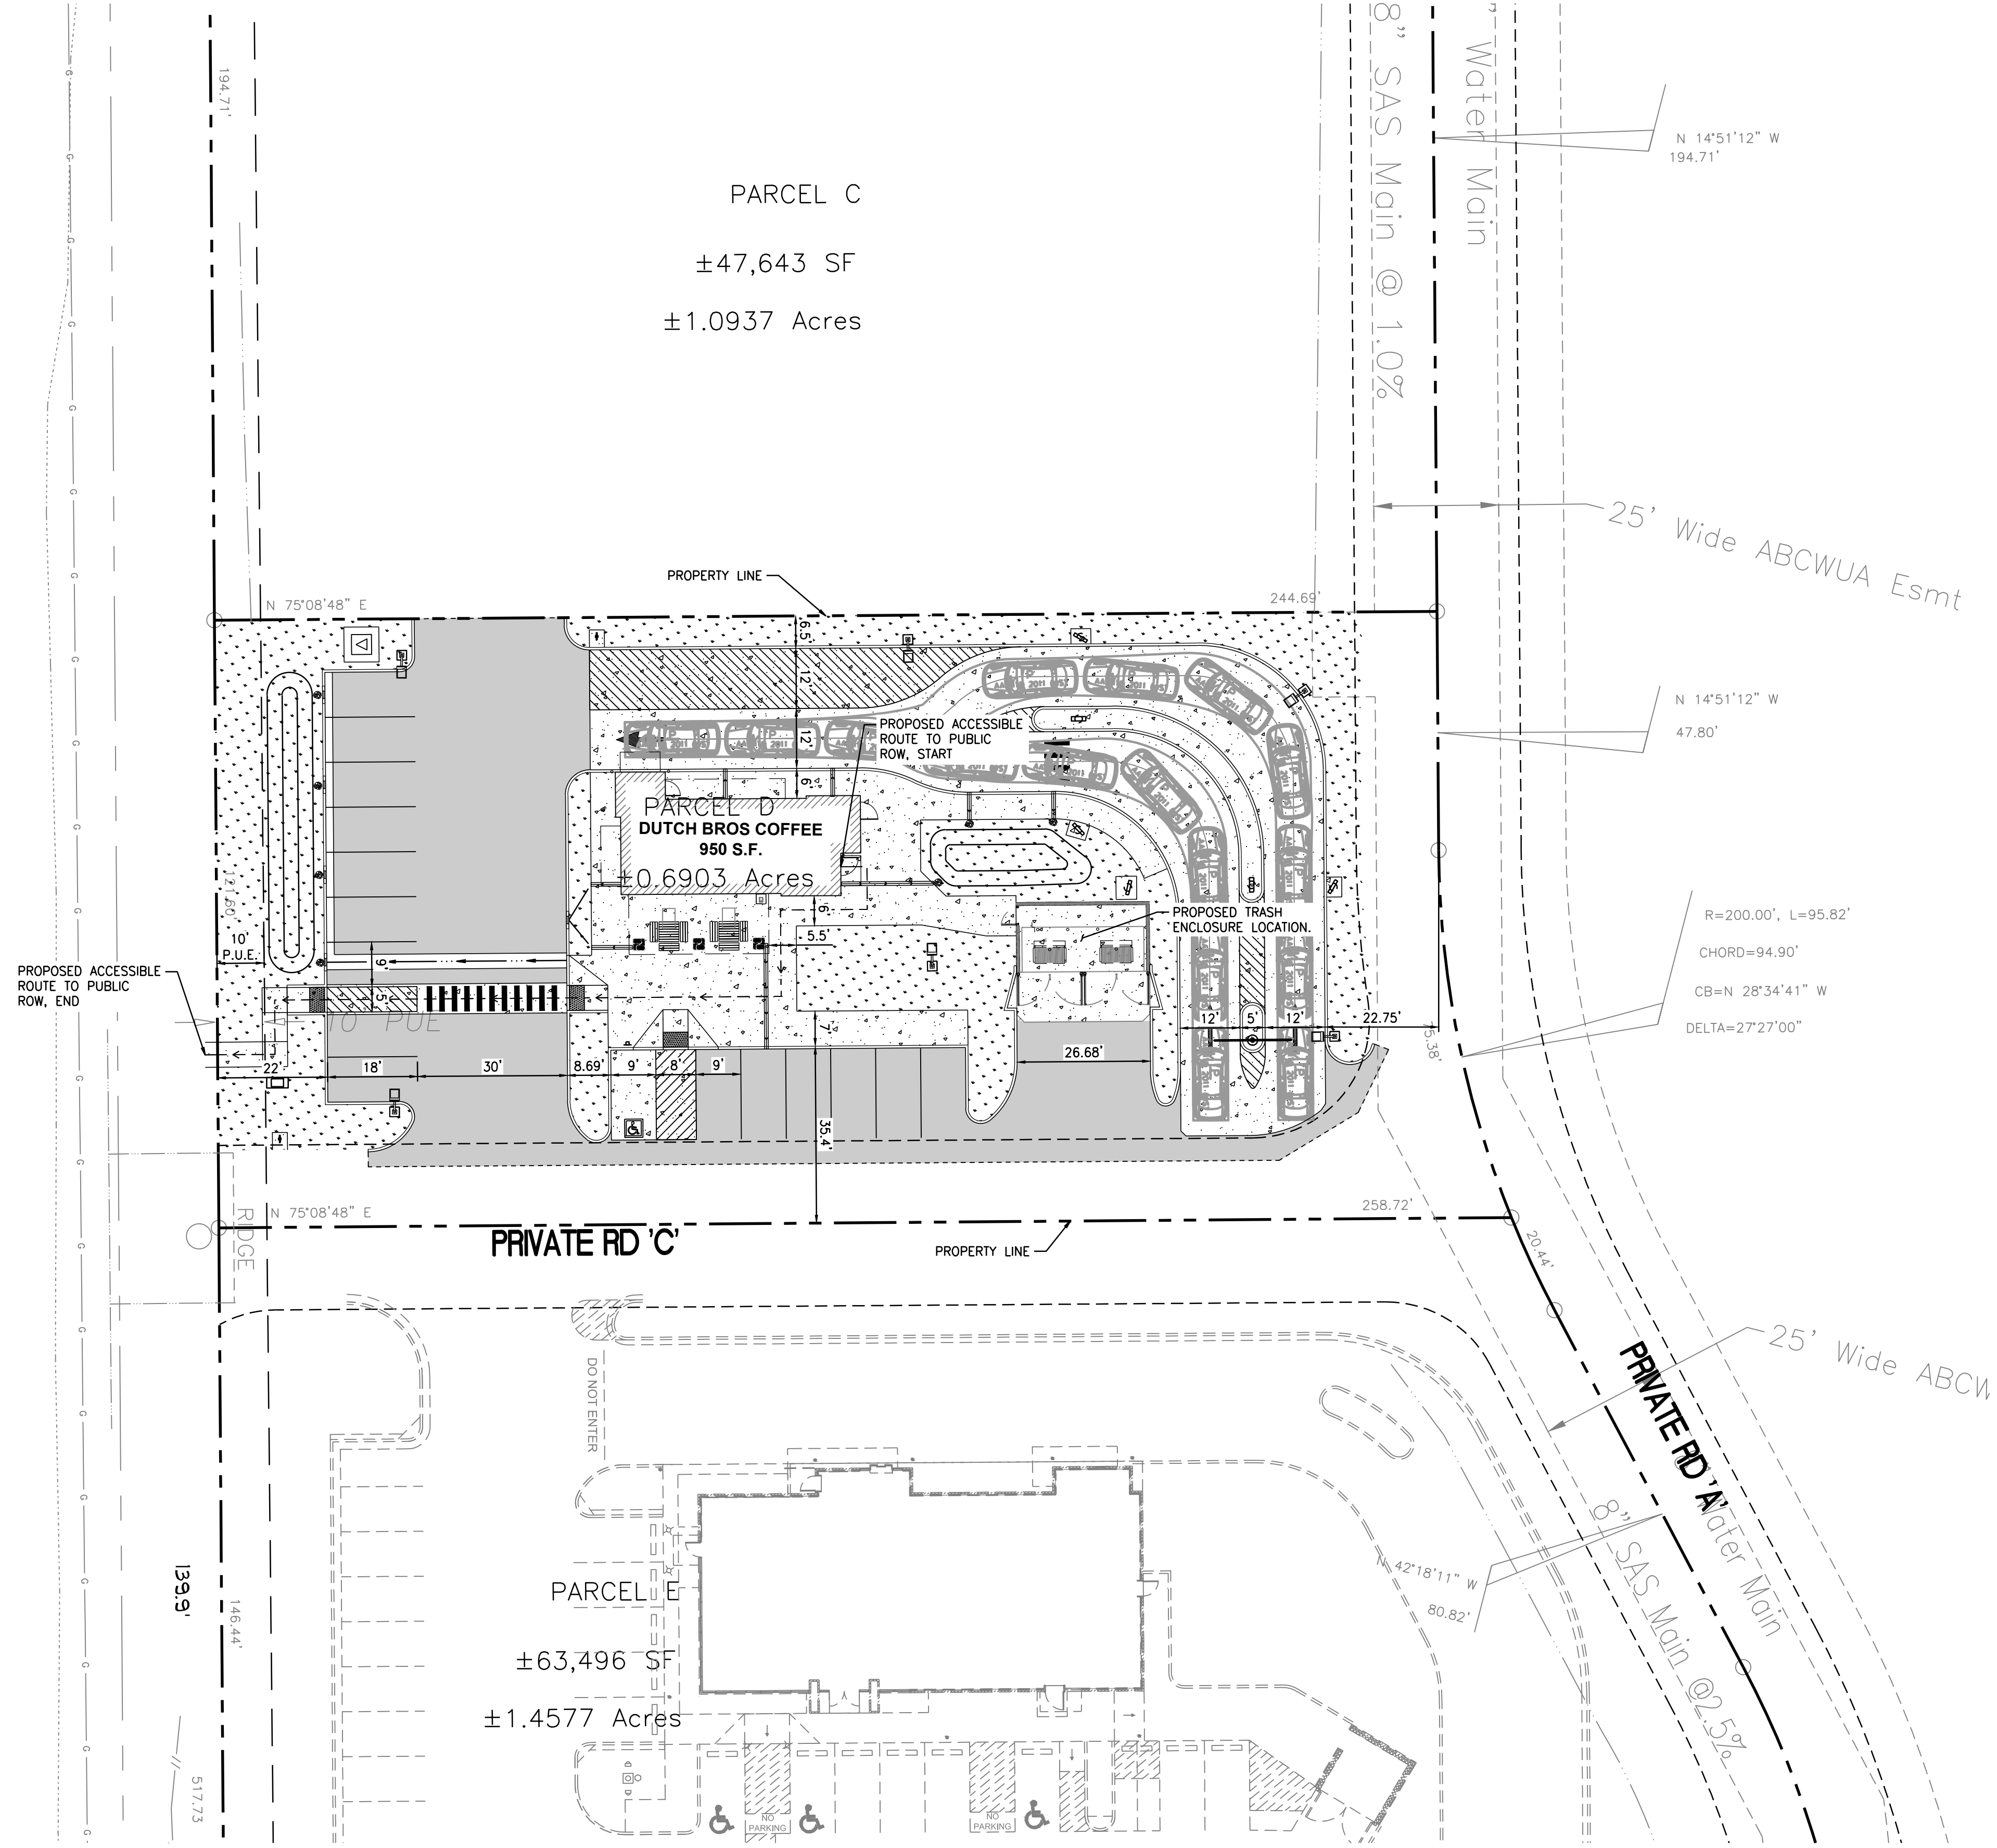 194.71'
8" SAS Main @ 1.0%
Water Main
N 14°51'12" W
194.71'
PARCEL C
±47,643 SF
±1.0937 Acres
25' Wide ABCWUA Esmt
PROPERTY LINE
N 75°08'48" E
244.69'
6.5'
12'
12'
6'
N 14°51'12" W
47.80'
PROPOSED ACCESSIBLE
ROUTE TO PUBLIC
ROW, START
PARCEL D
DUTCH BROS COFFEE
950 S.F.
±0.6903 Acres
121.60'
R=200.00', L=95.82'
CHORD=94.90'
CB=N 28°34'41" W
DELTA=27°27'00"
PROPOSED TRASH
ENCLOSURE LOCATION.
6'
5.5'
10'
P.U.E.
9'
5'
PROPOSED ACCESSIBLE
ROUTE TO PUBLIC
ROW, END
10' PUE
7'
12'
5'
12'
22.75'
75.38'
22'
18'
30'
8.69'
9'
8'
9'
26.68'
35.4'
N 75°08'48" E
258.72'
RIDGE
PRIVATE RD 'C'
PROPERTY LINE
20.44'
25' Wide ABCW
PRIVATE RD 'A'
DO NOT ENTER
8" SAS Main @2.5%
Water Main
N 42°18'11" W
80.82'
139.9'
146.44'
PARCEL E
±63,496 SF
±1.4577 Acres
517.73
NO
PARKING
NO
PARKING